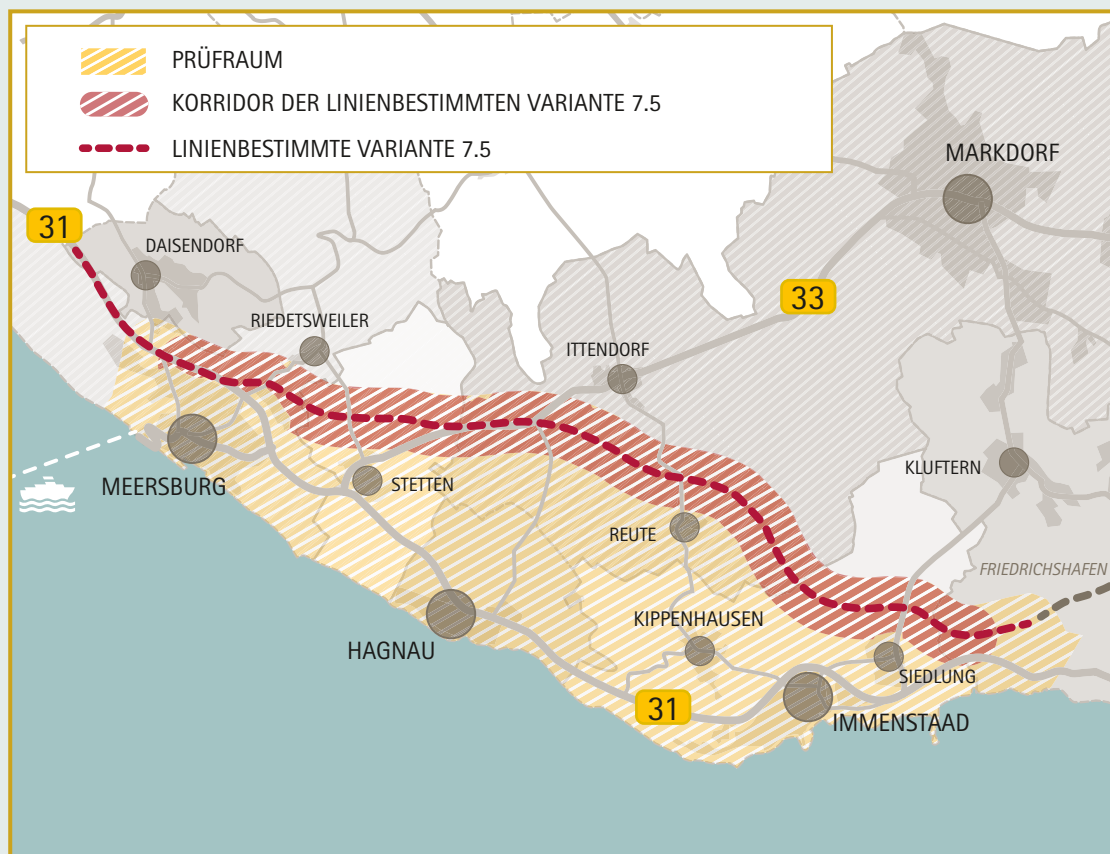 PRÜFRAUM
KORRIDOR DER LINIENBESTIMMTEN VARIANTE 7.5
LINIENBESTIMMTE VARIANTE 7.5
MARKDORF
31
DAISENDORF
33
RIEDETSWEILER
ITTENDORF
KLUFTERN
MEERSBURG
STETTEN
REUTE
FRIEDRICHSHAFEN
KIPPENHAUSEN
HAGNAU
SIEDLUNG
31
IMMENSTAAD